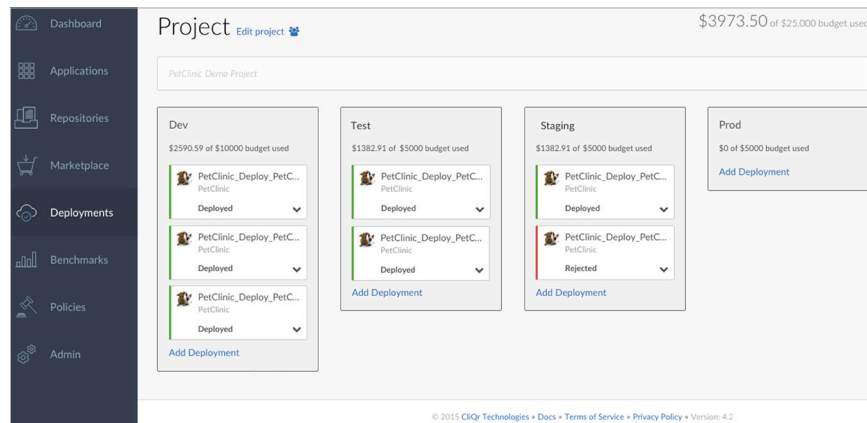 Dashboard
Applications
Repositories
Marketplace
Deployments
Benchmarks
Policies
Admin
Project Edit project
$3973.50 of $25,000 budget used
PetClinic Demo Project
Dev
$2590.59 of $10000 budget used
PetClinic_Deploy_PetC...
PetClinic
Deployed
PetClinic_Deploy_PetC...
PetClinic
Deployed
PetClinic_Deploy_PetC...
PetClinic
Deployed
Add Deployment
Test
$1382.91 of $5000 budget used
PetClinic_Deploy_PetC...
PetClinic
Deployed
PetClinic_Deploy_PetC...
PetClinic
Deployed
Add Deployment
Staging
$1382.91 of $5000 budget used
PetClinic_Deploy_PetC...
PetClinic
Deployed
PetClinic_Deploy_PetC...
PetClinic
Rejected
Add Deployment
Prod
$0 of $5000 budget used
Add Deployment
© 2015 CliQr Technologies • Docs • Terms of Service • Privacy Policy • Version: 4.2